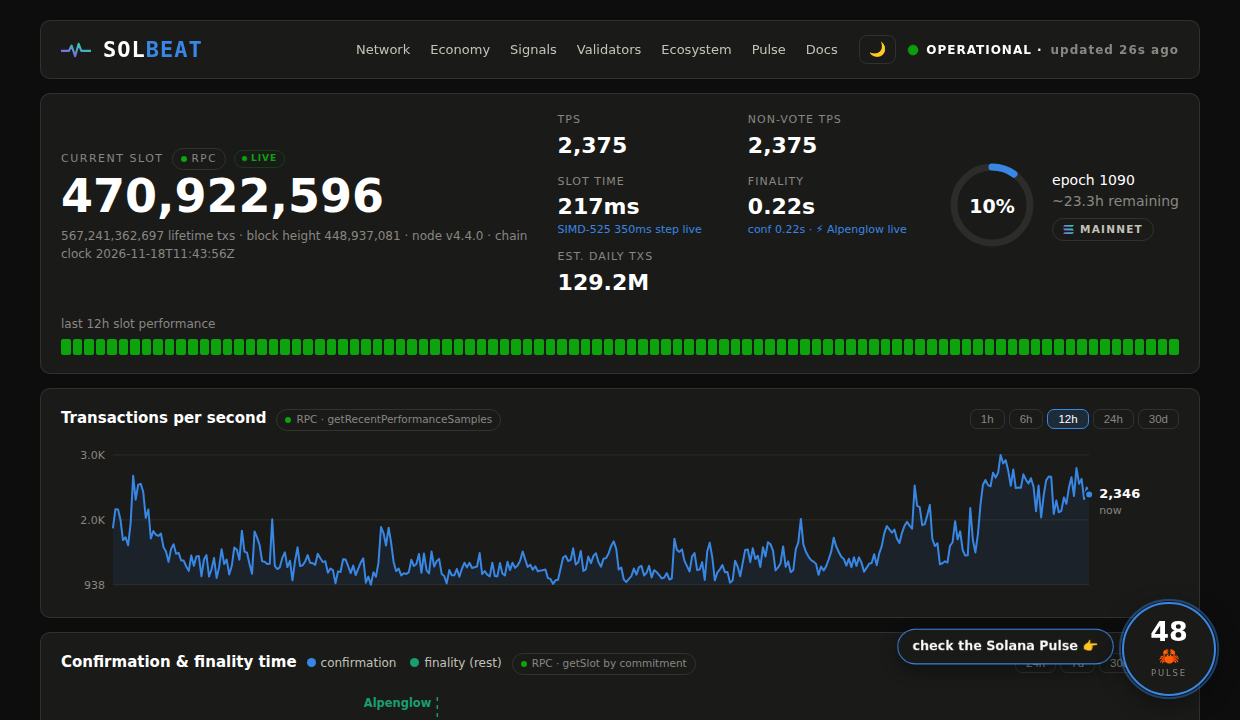 SOLBEAT
Network Economy Signals Validators Ecosystem Pulse Docs
OPERATIONAL · updated 26s ago
CURRENT SLOT RPC LIVE
470,922,596
567,241,362,697 lifetime txs · block height 448,937,081 · node v4.4.0 · chain
clock 2026-11-18T11:43:56Z
TPS
2,375
NON-VOTE TPS
2,375
SLOT TIME
217ms
SIMD-525 350ms step live
FINALITY
0.22s
conf 0.22s · ⚡ Alpenglow live
EST. DAILY TXS
129.2M
10%
epoch 1090
~23.3h remaining
MAINNET
last 12h slot performance
Transactions per second RPC · getRecentPerformanceSamples
1h 6h 12h 24h 30d
3.0K
2.0K
938
2,346
now
Confirmation & finality time confirmation finality (rest) RPC · getSlot by commitment
Alpenglow
check the Solana Pulse 👉
48
🦀
PULSE